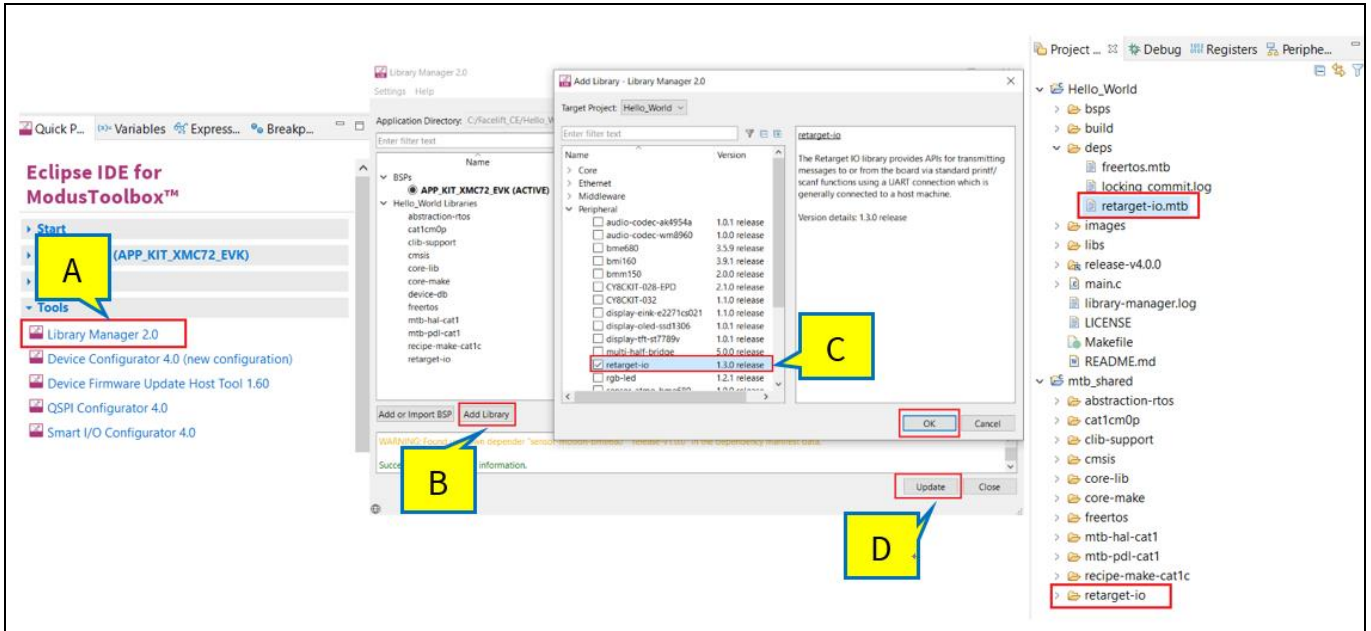 Quick P...
Variables
Express...
Breakp...
Eclipse IDE for
ModusToolbox™
Start
(APP_KIT_XMC72_EVK)
Tools
Library Manager 2.0
Device Configurator 4.0 (new configuration)
Device Firmware Update Host Tool 1.60
QSPI Configurator 4.0
Smart I/O Configurator 4.0
A
Library Manager 2.0
Settings Help
Application Directory: C:/Facelift_CE/Hello_W
Enter filter text
Name
BSPs
APP_KIT_XMC72_EVK (ACTIVE)
Hello_World Libraries
abstraction-rtos
cat1cm0p
clib-support
cmsis
core-lib
core-make
device-db
freertos
mtb-hal-cat1
mtb-pdl-cat1
recipe-make-cat1c
retarget-io
Add or Import BSP
Add Library
WARNING: Found
depender
in the dependency manifest data.
Succe
information.
Update
Close
B
Add Library - Library Manager 2.0
Target Project: Hello_World
Enter filter text
Name Version
Core
Ethernet
Middleware
Peripheral
audio-codec-ak4954a 1.0.1 release
audio-codec-wm8960 1.0.0 release
bme680 3.5.9 release
bmi160 3.9.1 release
bmm150 2.0.0 release
CY8CKIT-028-EPD 2.1.0 release
CY8CKIT-032 1.1.0 release
display-eink-e2271cs021 1.1.0 release
display-oled-ssd1306 1.0.1 release
display-tft-st7789v 1.0.1 release
multi-half-bridge 5.0.0 release
retarget-io 1.3.0 release
rgb-led 1.2.1 release
retarget-io
The Retarget IO library provides APIs for transmitting
messages to or from the board via standard printf/
scanf functions using a UART connection which is
generally connected to a host machine.
Version details: 1.3.0 release
OK
Cancel
C
D
Project ...
Debug
Registers
Periphe...
Hello_World
bsps
build
deps
freertos.mtb
locking_commit.log
retarget-io.mtb
images
libs
release-v4.0.0
main.c
library-manager.log
LICENSE
Makefile
README.md
mtb_shared
abstraction-rtos
cat1cm0p
clib-support
cmsis
core-lib
core-make
freertos
mtb-hal-cat1
mtb-pdl-cat1
recipe-make-cat1c
retarget-io